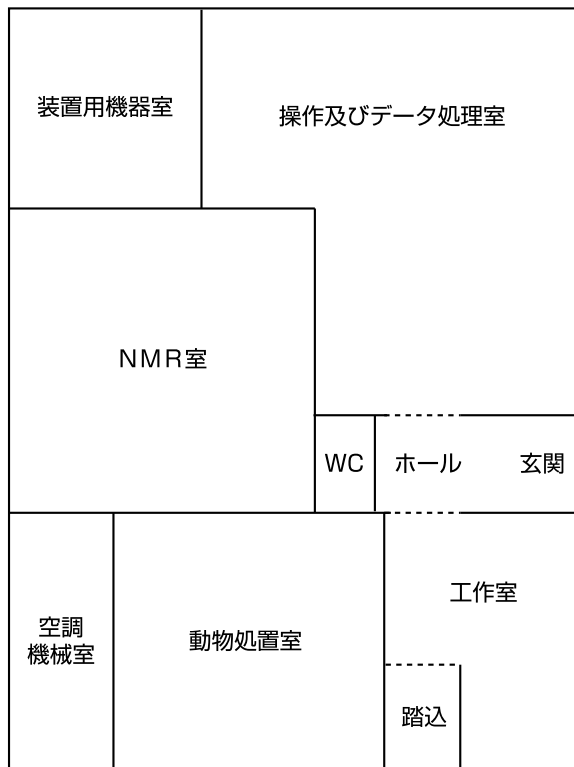 装置用機器室
操作及びデータ処理室
NMR室
WC
ホール
玄関
工作室
空調
機械室
動物処置室
踏込